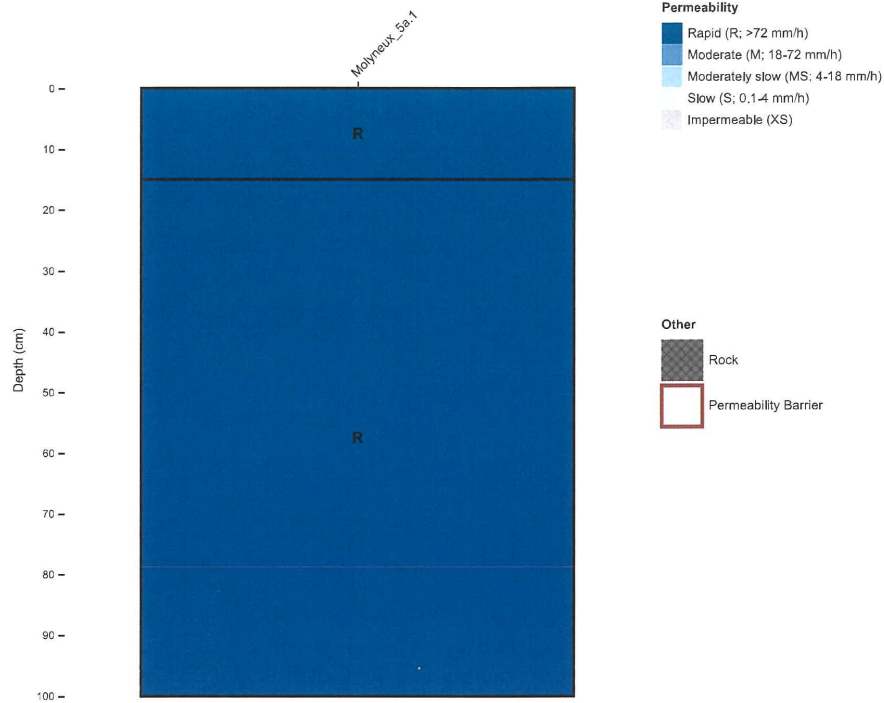 Molyneux_5a.1
Depth (cm)
0
10
20
30
40
50
60
70
80
90
100
R
R
Permeability
Rapid (R; >72 mm/h)
Moderate (M; 18-72 mm/h)
Moderately slow (MS; 4-18 mm/h)
Slow (S; 0.1-4 mm/h)
Impermeable (XS)
Other
Rock
Permeability Barrier